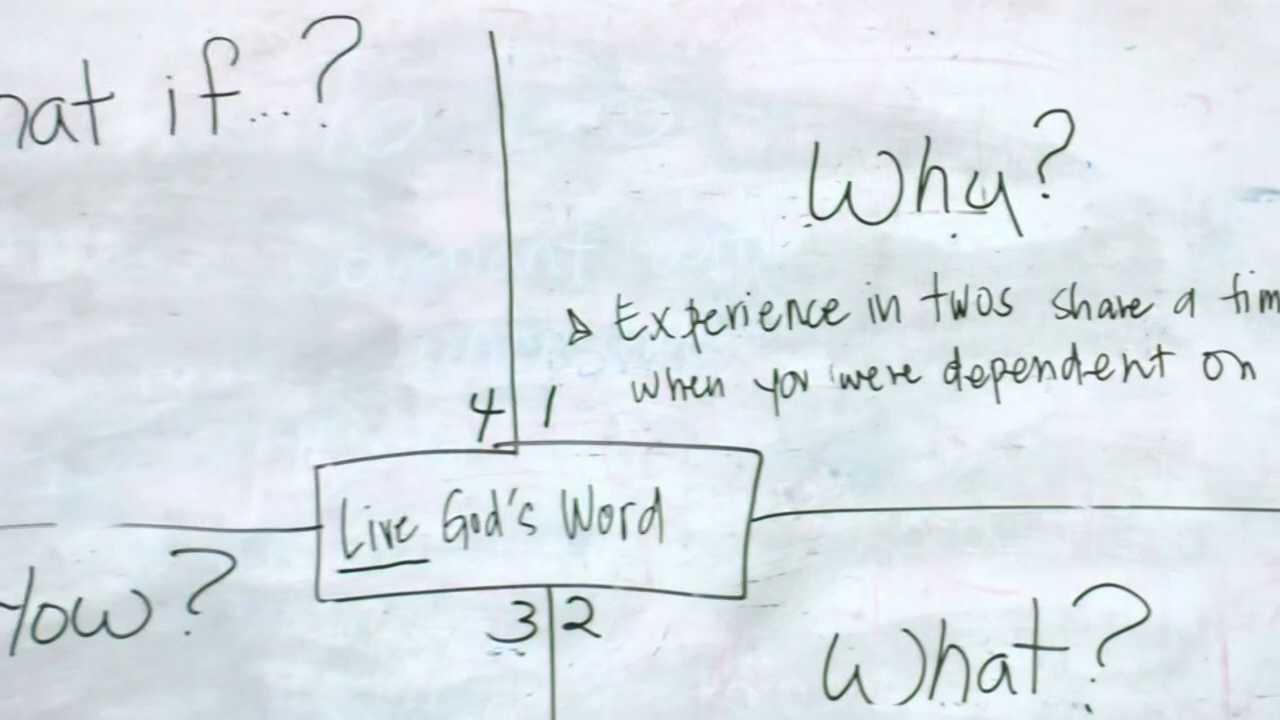 hat if...?
Why?
Experience in twos share a tim
when you were dependent on
4 1
Live God's Word
3 2
How?
What?